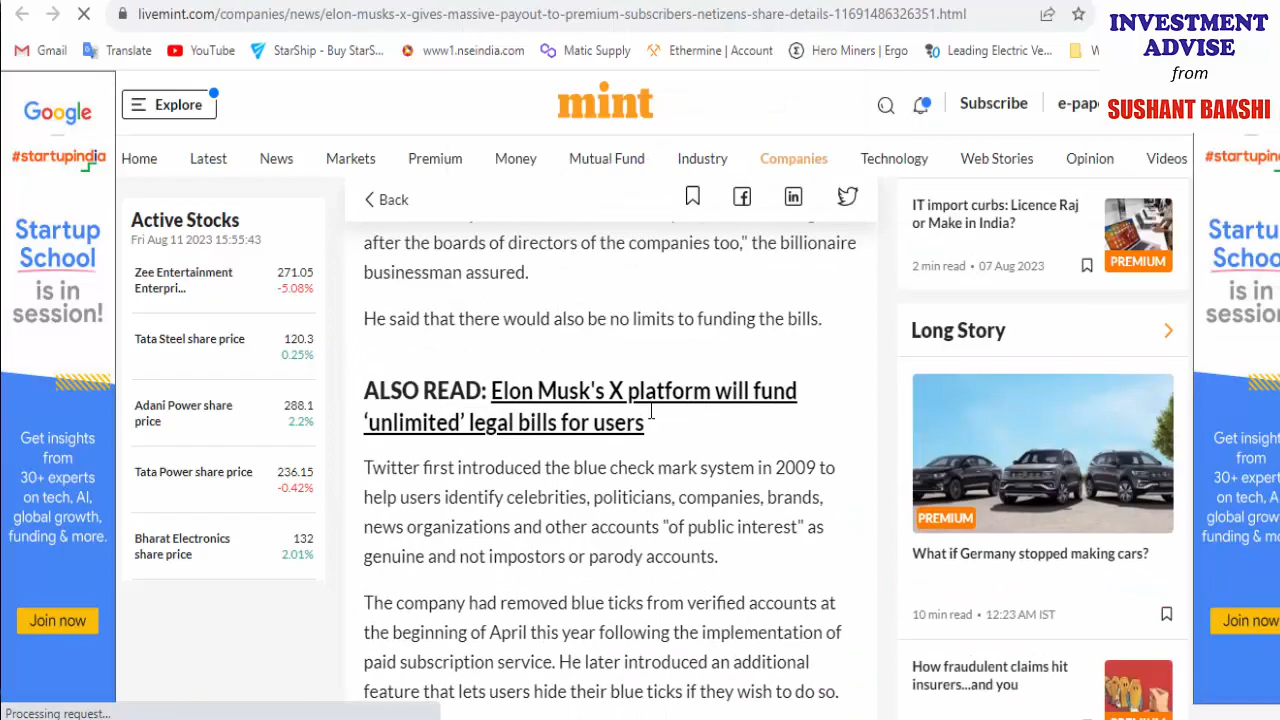 livemint.com/companies/news/elon-musks-x-gives-massive-payout-to-premium-subscribers-netizens-share-details-11691486326351.html
Gmail Translate YouTube StarShip - Buy StarS... www1.nseindia.com Matic Supply Ethermine | Account Hero Miners | Ergo Leading Electric Ve... W
INVESTMENT
ADVISE
from
SUSHANT BAKSHI
Google
#startupindia
Startup
School
is in
session!
Get insights
from
30+ experts
on tech, AI,
global growth,
funding & more.
Join now
Explore
mint
Subscribe
e-pape
Home Latest News Markets Premium Money Mutual Fund Industry Companies Technology Web Stories Opinion Videos
Active Stocks
Fri Aug 11 2023 15:55:43
Zee Entertainment 271.05
Enterpri... -5.08%
Tata Steel share price 120.3
0.25%
Adani Power share 288.1
price 2.2%
Tata Power share price 236.15
-0.42%
Bharat Electronics 132
share price 2.01%
Back
after the boards of directors of the companies too," the billionaire
businessman assured.
He said that there would also be no limits to funding the bills.
ALSO READ: Elon Musk's X platform will fund
‘unlimited’ legal bills for users
Twitter first introduced the blue check mark system in 2009 to
help users identify celebrities, politicians, companies, brands,
news organizations and other accounts "of public interest" as
genuine and not impostors or parody accounts.
The company had removed blue ticks from verified accounts at
the beginning of April this year following the implementation of
paid subscription service. He later introduced an additional
feature that lets users hide their blue ticks if they wish to do so.
IT import curbs: Licence Raj
or Make in India?
PREMIUM
2 min read • 07 Aug 2023
Long Story
PREMIUM
What if Germany stopped making cars?
10 min read • 12:23 AM IST
How fraudulent claims hit
insurers...and you
#startupi
Startu
Schoo
is in
sessio
Get insigh
from
30+ exper
on tech, A
global grow
funding & m
Join now
Processing request...